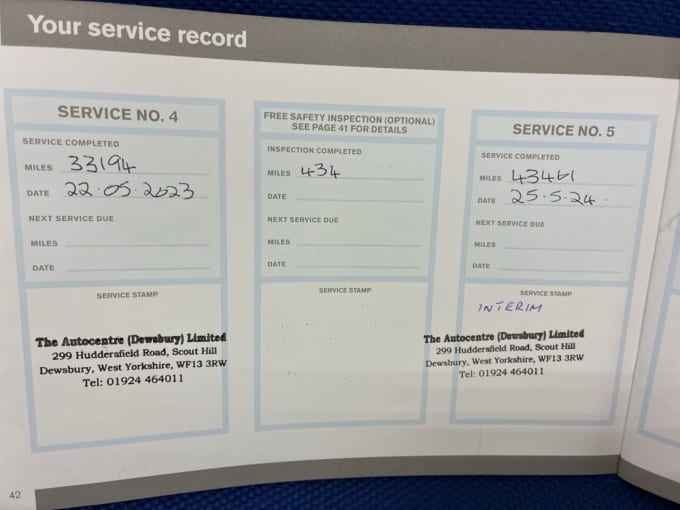 Your service record
SERVICE NO. 4
SERVICE COMPLETED
MILES 33194
DATE 22.05.2023
NEXT SERVICE DUE
MILES
DATE
SERVICE STAMP
The Autocentre (Dewsbury) Limited
299 Huddersfield Road, Scout Hill
Dewsbury, West Yorkshire, WF13 3RW
Tel: 01924 464011
FREE SAFETY INSPECTION (OPTIONAL)
SEE PAGE 41 FOR DETAILS
INSPECTION COMPLETED
MILES 434
DATE
NEXT SERVICE DUE
MILES
DATE
SERVICE STAMP
SERVICE NO. 5
SERVICE COMPLETED
MILES 43461
DATE 25.5.24.
NEXT SERVICE DUE
MILES
DATE
SERVICE STAMP
INTERIM
The Autocentre (Dewsbury) Limited
299 Huddersfield Road, Scout Hill
Dewsbury, West Yorkshire, WF13 3RW
Tel: 01924 464011
42